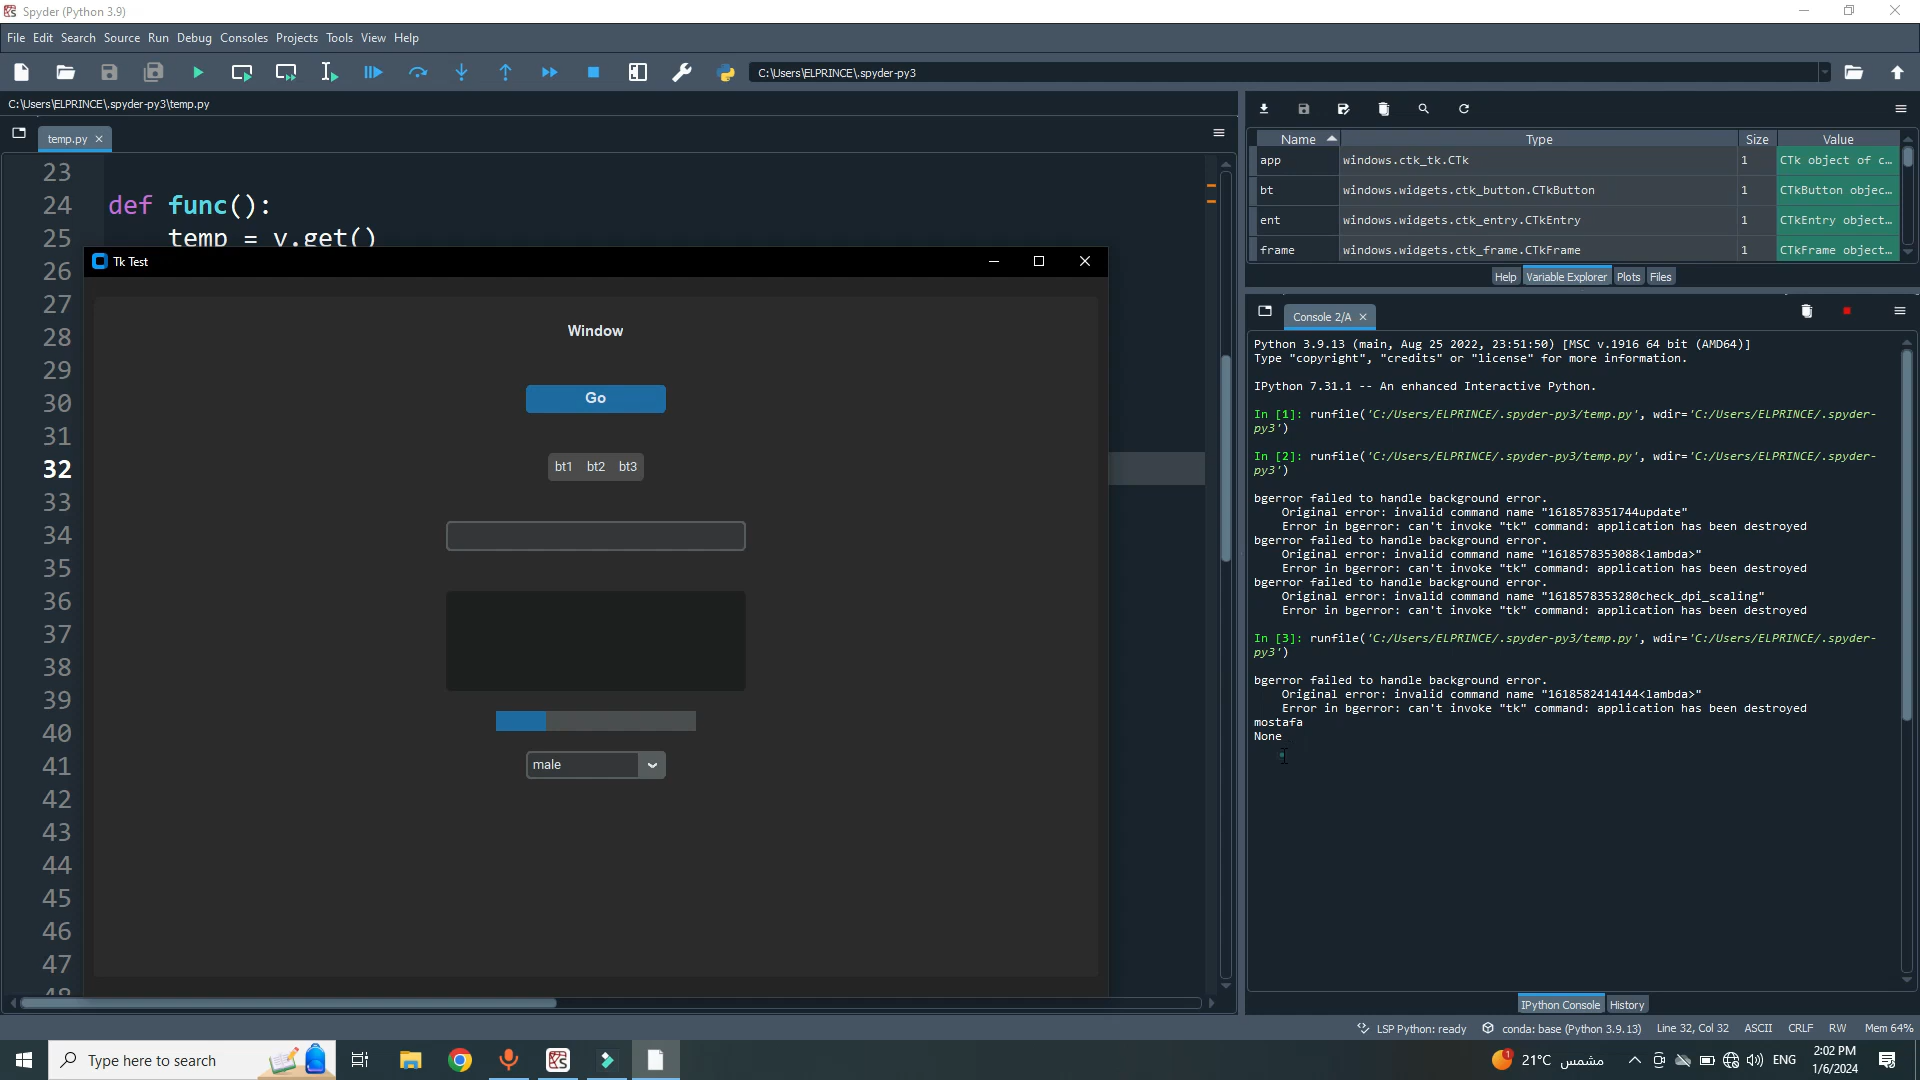 Spyder (Python 3.9)
File Edit Search Source Run Debug Consoles Projects Tools View Help
C:\Users\ELPRINCE\.spyder-py3
C:\Users\ELPRINCE\.spyder-py3\temp.py
temp.py
23
24 def func():
25 temp = v.get()
26
27
28
29
30
31
32
33
34
35
36
37
38
39
40
41
42
43
44
45
46
47
48
Tk Test
Window
Go
bt1 bt2 bt3
male
Name Type Size Value
app windows.ctk_tk.CTk 1 CTk object of c…
bt windows.widgets.ctk_button.CTkButton 1 CTkButton objec…
ent windows.widgets.ctk_entry.CTkEntry 1 CTkEntry object…
frame windows.widgets.ctk_frame.CTkFrame 1 CTkFrame object…
Help Variable Explorer Plots Files
Console 2/A
Python 3.9.13 (main, Aug 25 2022, 23:51:50) [MSC v.1916 64 bit (AMD64)]
Type "copyright", "credits" or "license" for more information.
IPython 7.31.1 -- An enhanced Interactive Python.
In [1]: runfile('C:/Users/ELPRINCE/.spyder-py3/temp.py', wdir='C:/Users/ELPRINCE/.spyder-
py3')
In [2]: runfile('C:/Users/ELPRINCE/.spyder-py3/temp.py', wdir='C:/Users/ELPRINCE/.spyder-
py3')
bgerror failed to handle background error.
Original error: invalid command name "1618578351744update"
Error in bgerror: can't invoke "tk" command: application has been destroyed
bgerror failed to handle background error.
Original error: invalid command name "1618578353088<lambda>"
Error in bgerror: can't invoke "tk" command: application has been destroyed
bgerror failed to handle background error.
Original error: invalid command name "1618578353280check_dpi_scaling"
Error in bgerror: can't invoke "tk" command: application has been destroyed
In [3]: runfile('C:/Users/ELPRINCE/.spyder-py3/temp.py', wdir='C:/Users/ELPRINCE/.spyder-
py3')
bgerror failed to handle background error.
Original error: invalid command name "1618582414144<lambda>"
Error in bgerror: can't invoke "tk" command: application has been destroyed
mostafa
None
IPython Console History
LSP Python: ready conda: base (Python 3.9.13) Line 32, Col 32 ASCII CRLF RW Mem 64%
Type here to search
1 21°C مشمس ENG
2:02 PM
1/6/2024